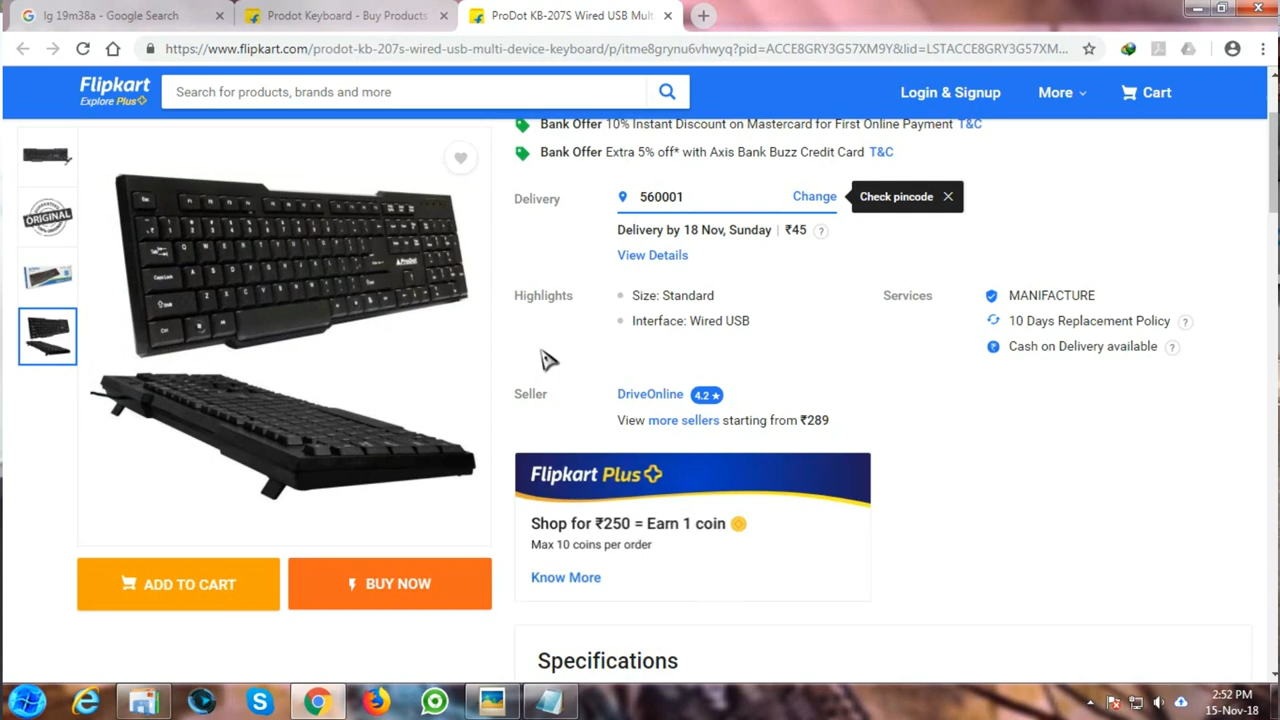 lg 19m38a - Google Search
Prodot Keyboard - Buy Products
ProDot KB-207S Wired USB Mult
https://www.flipkart.com/prodot-kb-207s-wired-usb-multi-device-keyboard/p/itme8grynu6vhwyq?pid=ACCE8GRY3G57XM9Y&lid=LSTACCE8GRY3G57XM...
Flipkart
Explore Plus
Search for products, brands and more
Login & Signup
More
Cart
Bank Offer 10% Instant Discount on Mastercard for First Online Payment T&C
Bank Offer Extra 5% off* with Axis Bank Buzz Credit Card T&C
Delivery
560001
Change
Check pincode
Delivery by 18 Nov, Sunday | ₹45 ?
View Details
Highlights
Size: Standard
Interface: Wired USB
Services
MANIFACTURE
10 Days Replacement Policy ?
Cash on Delivery available ?
Seller
DriveOnline 4.2 ★
View more sellers starting from ₹289
ORIGINAL
ProDot
Flipkart Plus
Shop for ₹250 = Earn 1 coin
Max 10 coins per order
Know More
ADD TO CART
BUY NOW
Specifications
2:52 PM
15-Nov-18